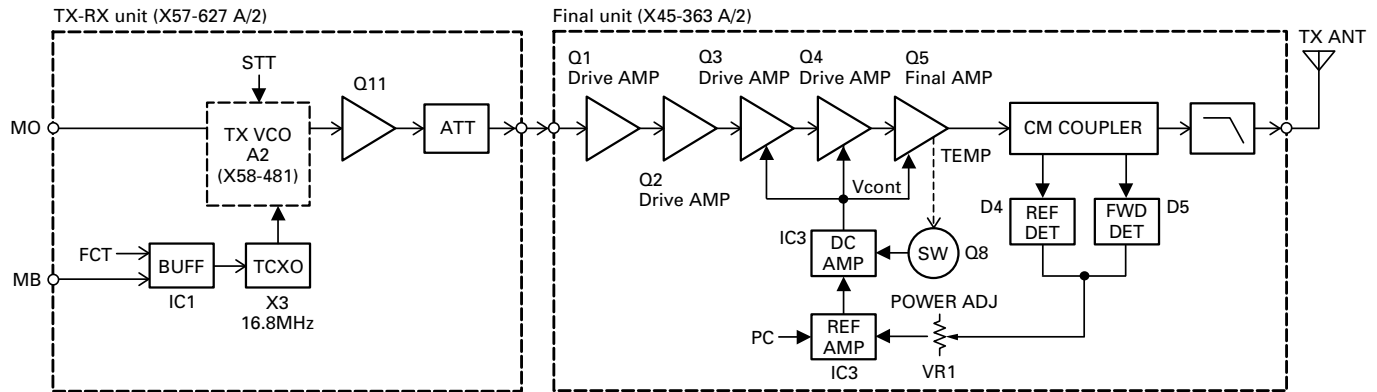 TX-RX unit (X57-627 A/2)
STT
Q11
MO
TX VCO
A2
(X58-481)
ATT
FCT
MB
BUFF
IC1
TCXO
X3
16.8MHz
Final unit (X45-363 A/2)
TX ANT
Q1
Drive AMP
Q3
Drive AMP
Q4
Drive AMP
Q5
Final AMP
Q2
Drive AMP
CM COUPLER
TEMP
Vcont
D4
REF
DET
FWD
DET
D5
IC3
DC
AMP
SW
Q8
POWER ADJ
PC
REF
AMP
IC3
VR1